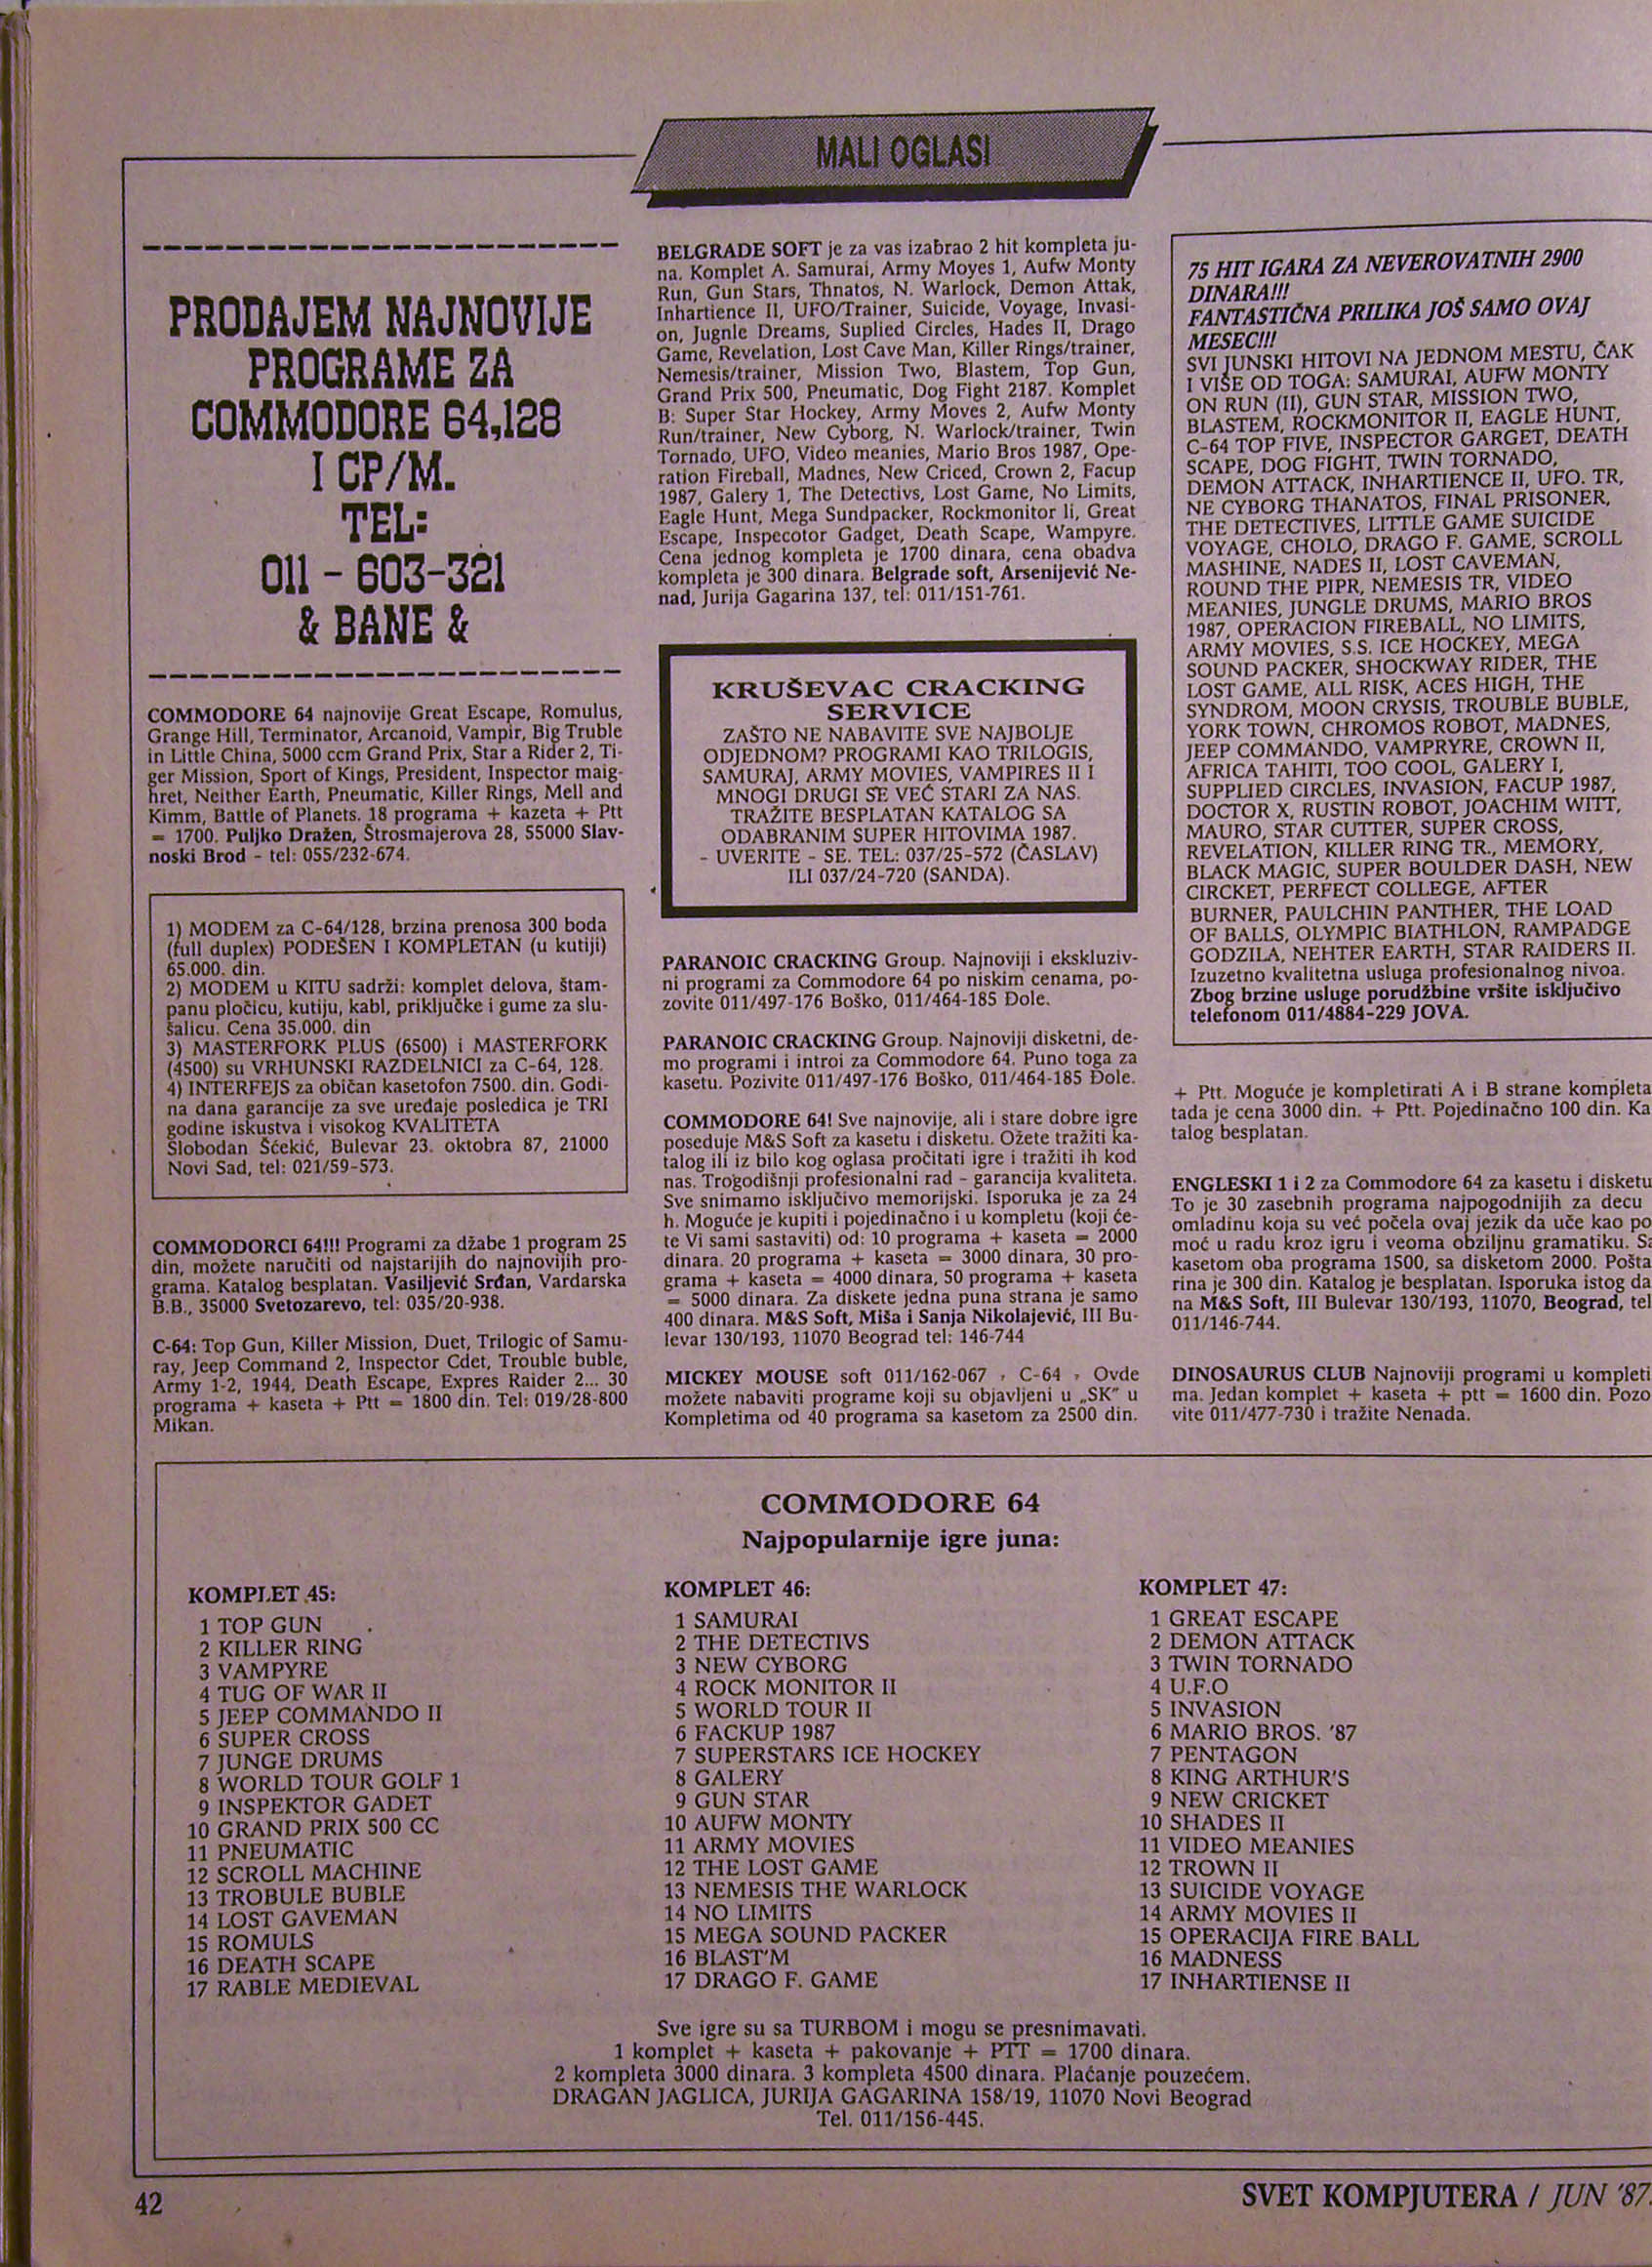 MALI OGLASI
PRODAJEM NAJNOVIJE
PROGRAME ZA
COMMODORE 64,128
I CP/M.
TEL:
011 - 603-321
& BANE &
COMMODORE 64 najnovije Great Escape, Romulus,
Grange Hill, Terminator, Arcanoid, Vampir, Big Truble
in Little China, 5000 ccm Grand Prix, Star a Rider 2, Ti-
ger Mission, Sport of Kings, President, Inspector maig-
hret, Neither Earth, Pneumatic, Killer Rings, Mell and
Kimm, Battle of Planets. 18 programa + kazeta + Ptt
= 1700. Puljko Dražen, Štrosmajerova 28, 55000 Slav-
noski Brod - tel: 055/232-674.
1) MODEM za C-64/128, brzina prenosa 300 boda
(full duplex) PODEŠEN I KOMPLETAN (u kutiji)
65.000. din.
2) MODEM u KITU sadrži: komplet delova, štam-
panu pločicu, kutiju, kabl, priključke i gume za slu-
šalicu. Cena 35.000. din
3) MASTERFORK PLUS (6500) i MASTERFORK
(4500) su VRHUNSKI RAZDELNICI za C-64, 128.
4) INTERFEJS za običan kasetofon 7500. din. Godi-
na dana garancije za sve uređaje posledica je TRI
godine iskustva i visokog KVALITETA
Slobodan Šćekić, Bulevar 23. oktobra 87, 21000
Novi Sad, tel: 021/59-573.
COMMODORCI 64!!! Programi za džabe 1 program 25
din, možete naručiti od najstarijih do najnovijih pro-
grama. Katalog besplatan. Vasiljević Srđan, Vardarska
B.B., 35000 Svetozarevo, tel: 035/20-938.
C-64: Top Gun, Killer Mission, Duet, Trilogic of Samu-
ray, Jeep Command 2, Inspector Cdet, Trouble buble,
Army 1-2, 1944, Death Escape, Expres Raider 2... 30
programa + kaseta + Ptt = 1800 din. Tel: 019/28-800
Mikan.
BELGRADE SOFT je za vas izabrao 2 hit kompleta ju-
na. Komplet A. Samurai, Army Moyes 1, Aufw Monty
Run, Gun Stars, Thnatos, N. Warlock, Demon Attak,
Inhartience II, UFO/Trainer, Suicide, Voyage, Invasi-
on, Jugnle Dreams, Suplied Circles, Hades II, Drago
Game, Revelation, Lost Cave Man, Killer Rings/trainer,
Nemesis/trainer, Mission Two, Blastem, Top Gun,
Grand Prix 500, Pneumatic, Dog Fight 2187. Komplet
B: Super Star Hockey, Army Moves 2, Aufw Monty
Run/trainer, New Cyborg, N. Warlock/trainer, Twin
Tornado, UFO, Video meanies, Mario Bros 1987, Ope-
ration Fireball, Madnes, New Criced, Crown 2, Facup
1987, Galery 1, The Detectivs, Lost Game, No Limits,
Eagle Hunt, Mega Sundpacker, Rockmonitor Ii, Great
Escape, Inspecotor Gadget, Death Scape, Wampyre.
Cena jednog kompleta je 1700 dinara, cena obadva
kompleta je 300 dinara. Belgrade soft, Arsenijević Ne-
nad, Jurija Gagarina 137, tel: 011/151-761.
KRUŠEVAC CRACKING
SERVICE
ZAŠTO NE NABAVITE SVE NAJBOLJE
ODJEDNOM? PROGRAMI KAO TRILOGIS,
SAMURAJ, ARMY MOVIES, VAMPIRES II I
MNOGI DRUGI SE VEĆ STARI ZA NAS.
TRAŽITE BESPLATAN KATALOG SA
ODABRANIM SUPER HITOVIMA 1987.
- UVERITE - SE. TEL: 037/25-572 (ČASLAV)
ILI 037/24-720 (SANDA).
PARANOIC CRACKING Group. Najnoviji i ekskluziv-
ni programi za Commodore 64 po niskim cenama, po-
zovite 011/497-176 Boško, 011/464-185 Đole.
PARANOIC CRACKING Group. Najnoviji disketni, de-
mo programi i introi za Commodore 64. Puno toga za
kasetu. Pozivite 011/497-176 Boško, 011/464-185 Đole.
COMMODORE 64! Sve najnovije, ali i stare dobre igre
poseduje M&S Soft za kasetu i disketu. Ožete tražiti ka-
talog ili iz bilo kog oglasa pročitati igre i tražiti ih kod
nas. Trogodišnji profesionalni rad - garancija kvaliteta.
Sve snimamo isključivo memorijski. Isporuka je za 24
h. Moguće je kupiti i pojedinačno i u kompletu (koji će-
te Vi sami sastaviti) od: 10 programa + kaseta = 2000
dinara. 20 programa + kaseta = 3000 dinara, 30 pro-
grama + kaseta = 4000 dinara, 50 programa + kaseta
= 5000 dinara. Za diskete jedna puna strana je samo
400 dinara. M&S Soft, Miša i Sanja Nikolajević, III Bu-
levar 130/193, 11070 Beograd tel: 146-744
MICKEY MOUSE soft 011/162-067 , C-64 , Ovde
možete nabaviti programe koji su objavljeni u „SK" u
Kompletima od 40 programa sa kasetom za 2500 din.
75 HIT IGARA ZA NEVEROVATNIH 2900
DINARA!!!
FANTASTIČNA PRILIKA JOŠ SAMO OVAJ
MESEC!!!
SVI JUNSKI HITOVI NA JEDNOM MESTU, ČAK
I VIŠE OD TOGA: SAMURAI, AUFW MONTY
ON RUN (II), GUN STAR, MISSION TWO,
BLASTEM, ROCKMONITOR II, EAGLE HUNT,
C-64 TOP FIVE, INSPECTOR GARGET, DEATH
SCAPE, DOG FIGHT, TWIN TORNADO,
DEMON ATTACK, INHARTIENCE II, UFO. TR,
NE CYBORG THANATOS, FINAL PRISONER,
THE DETECTIVES, LITTLE GAME SUICIDE
VOYAGE, CHOLO, DRAGO F. GAME, SCROLL
MASHINE, NADES II, LOST CAVEMAN,
ROUND THE PIPR, NEMESIS TR, VIDEO
MEANIES, JUNGLE DRUMS, MARIO BROS
1987, OPERACION FIREBALL, NO LIMITS,
ARMY MOVIES, S.S. ICE HOCKEY, MEGA
SOUND PACKER, SHOCKWAY RIDER, THE
LOST GAME, ALL RISK, ACES HIGH, THE
SYNDROM, MOON CRYSIS, TROUBLE BUBLE,
YORK TOWN, CHROMOS ROBOT, MADNES,
JEEP COMMANDO, VAMPRYRE, CROWN II,
AFRICA TAHITI, TOO COOL, GALERY I,
SUPPLIED CIRCLES, INVASION, FACUP 1987,
DOCTOR X, RUSTIN ROBOT, JOACHIM WITT,
MAURO, STAR CUTTER, SUPER CROSS,
REVELATION, KILLER RING TR., MEMORY,
BLACK MAGIC, SUPER BOULDER DASH, NEW
CIRCKET, PERFECT COLLEGE, AFTER
BURNER, PAULCHIN PANTHER, THE LOAD
OF BALLS, OLYMPIC BIATHLON, RAMPADGE
GODZILA, NEHTER EARTH, STAR RAIDERS II.
Izuzetno kvalitetna usluga profesionalnog nivoa.
Zbog brzine usluge porudžbine vršite isključivo
telefonom 011/4884-229 JOVA.
+ Ptt. Moguće je kompletirati A i B strane kompleta
tada je cena 3000 din. + Ptt. Pojedinačno 100 din. Ka
talog besplatan.
ENGLESKI 1 i 2 za Commodore 64 za kasetu i disketu
To je 30 zasebnih programa najpogodnijih za decu
omladinu koja su već počela ovaj jezik da uče kao po
moć u radu kroz igru i veoma obziljnu gramatiku. Sa
kasetom oba programa 1500, sa disketom 2000. Pošta
rina je 300 din. Katalog je besplatan. Isporuka istog da
na M&S Soft, III Bulevar 130/193, 11070, Beograd, tel
011/146-744.
DINOSAURUS CLUB Najnoviji programi u kompleti
ma. Jedan komplet + kaseta + ptt = 1600 din. Pozo
vite 011/477-730 i tražite Nenada.
COMMODORE 64
Najpopularnije igre juna:
KOMPLET 45:
1 TOP GUN
2 KILLER RING
3 VAMPYRE
4 TUG OF WAR II
5 JEEP COMMANDO II
6 SUPER CROSS
7 JUNGE DRUMS
8 WORLD TOUR GOLF 1
9 INSPEKTOR GADET
10 GRAND PRIX 500 CC
11 PNEUMATIC
12 SCROLL MACHINE
13 TROBULE BUBLE
14 LOST GAVEMAN
15 ROMULS
16 DEATH SCAPE
17 RABLE MEDIEVAL
KOMPLET 46:
1 SAMURAI
2 THE DETECTIVS
3 NEW CYBORG
4 ROCK MONITOR II
5 WORLD TOUR II
6 FACKUP 1987
7 SUPERSTARS ICE HOCKEY
8 GALERY
9 GUN STAR
10 AUFW MONTY
11 ARMY MOVIES
12 THE LOST GAME
13 NEMESIS THE WARLOCK
14 NO LIMITS
15 MEGA SOUND PACKER
16 BLAST'M
17 DRAGO F. GAME
KOMPLET 47:
1 GREAT ESCAPE
2 DEMON ATTACK
3 TWIN TORNADO
4 U.F.O
5 INVASION
6 MARIO BROS. '87
7 PENTAGON
8 KING ARTHUR'S
9 NEW CRICKET
10 SHADES II
11 VIDEO MEANIES
12 TROWN II
13 SUICIDE VOYAGE
14 ARMY MOVIES II
15 OPERACIJA FIRE BALL
16 MADNESS
17 INHARTIENSE II
Sve igre su sa TURBOM i mogu se presnimavati.
1 komplet + kaseta + pakovanje + PTT = 1700 dinara.
2 kompleta 3000 dinara. 3 kompleta 4500 dinara. Plaćanje pouzećem.
DRAGAN JAGLICA, JURIJA GAGARINA 158/19, 11070 Novi Beograd
Tel. 011/156-445.
42
SVET KOMPJUTERA / JUN '87.